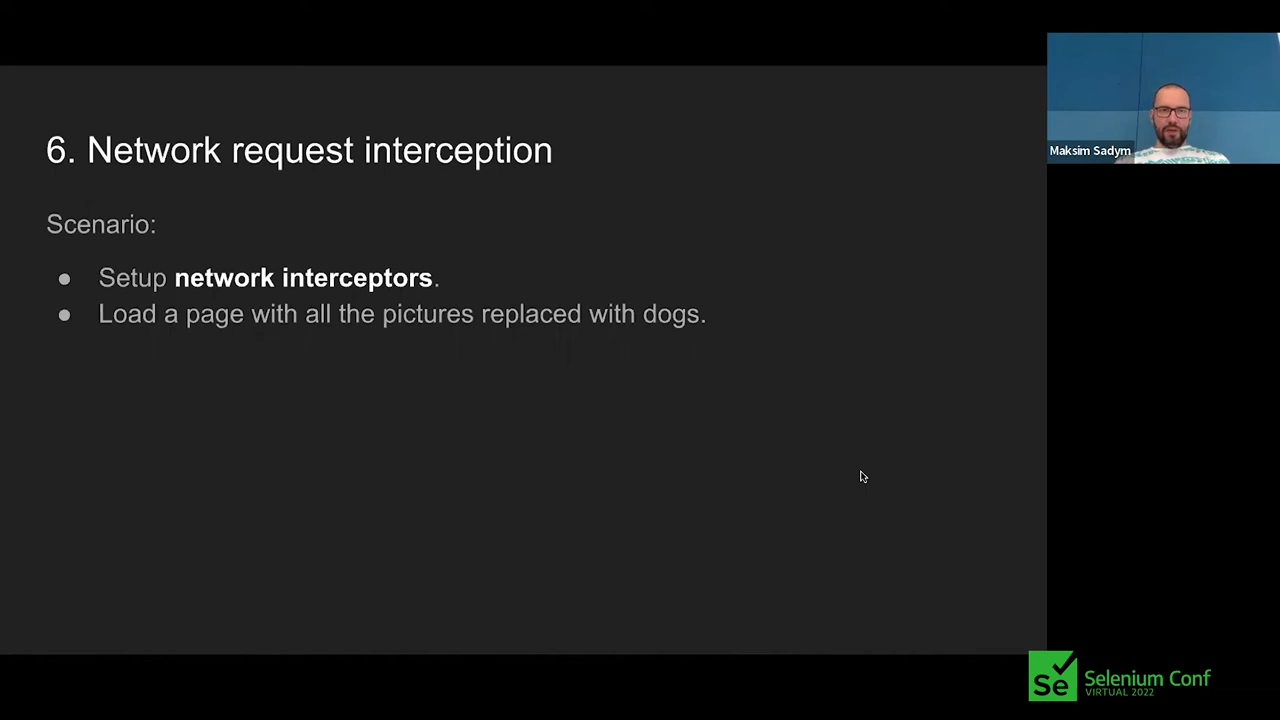 6. Network request interception
Scenario:
● Setup network interceptors.
● Load a page with all the pictures replaced with dogs.
Maksim Sadym
Se Selenium Conf
VIRTUAL 2022